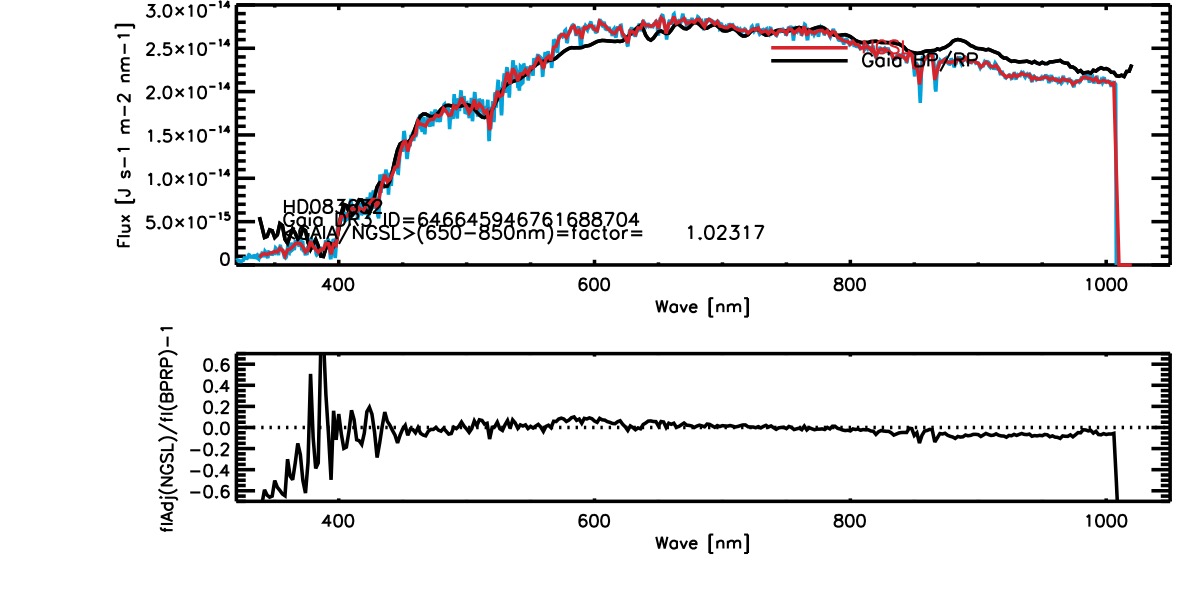 3.0×10⁻¹⁴
2.5×10⁻¹⁴
2.0×10⁻¹⁴
1.5×10⁻¹⁴
1.0×10⁻¹⁴
5.0×10⁻¹⁵
0
Flux [J s−1 m−2 nm−1]
NGSL
Gaia BP/RP
Gaia DR3 ID=646645946761688704
<GAIA/NGSL>(650−850nm)=factor= 1.02317
400 600 800 1000
Wave [nm]
0.6
0.4
0.2
0.0
−0.2
−0.4
−0.6
flAdj(NGSL)/fl(BPRP)−1
400 600 800 1000
Wave [nm]